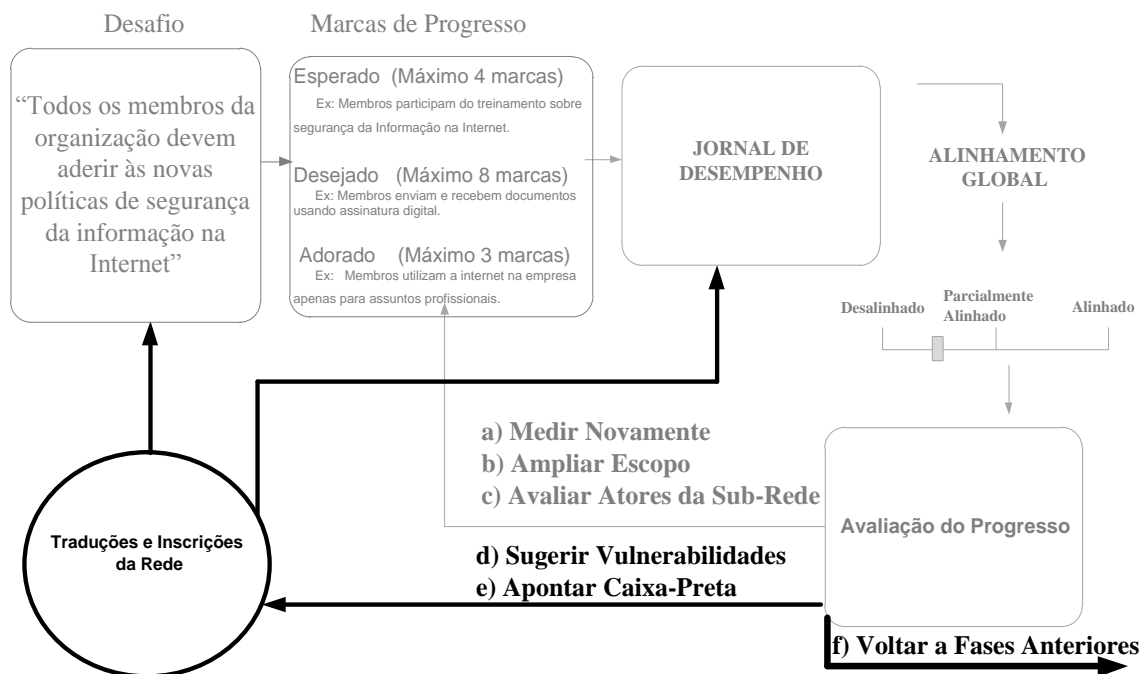 Desafio
Marcas de Progresso
“Todos os membros da
organização devem
aderir às novas
políticas de segurança
da informação na
Internet”
Esperado (Máximo 4 marcas)
Ex: Membros participam do treinamento sobre
segurança da Informação na Internet.
Desejado (Máximo 8 marcas)
Ex: Membros enviam e recebem documentos
usando assinatura digital.
Adorado (Máximo 3 marcas)
Ex: Membros utilizam a internet na empresa
apenas para assuntos profissionais.
JORNAL DE
DESEMPENHO
ALINHAMENTO
GLOBAL
Desalinhado
Parcialmente
Alinhado
Alinhado
a) Medir Novamente
b) Ampliar Escopo
c) Avaliar Atores da Sub-Rede
Avaliação do Progresso
Traduções e Inscrições
da Rede
d) Sugerir Vulnerabilidades
e) Apontar Caixa-Preta
f) Voltar a Fases Anteriores